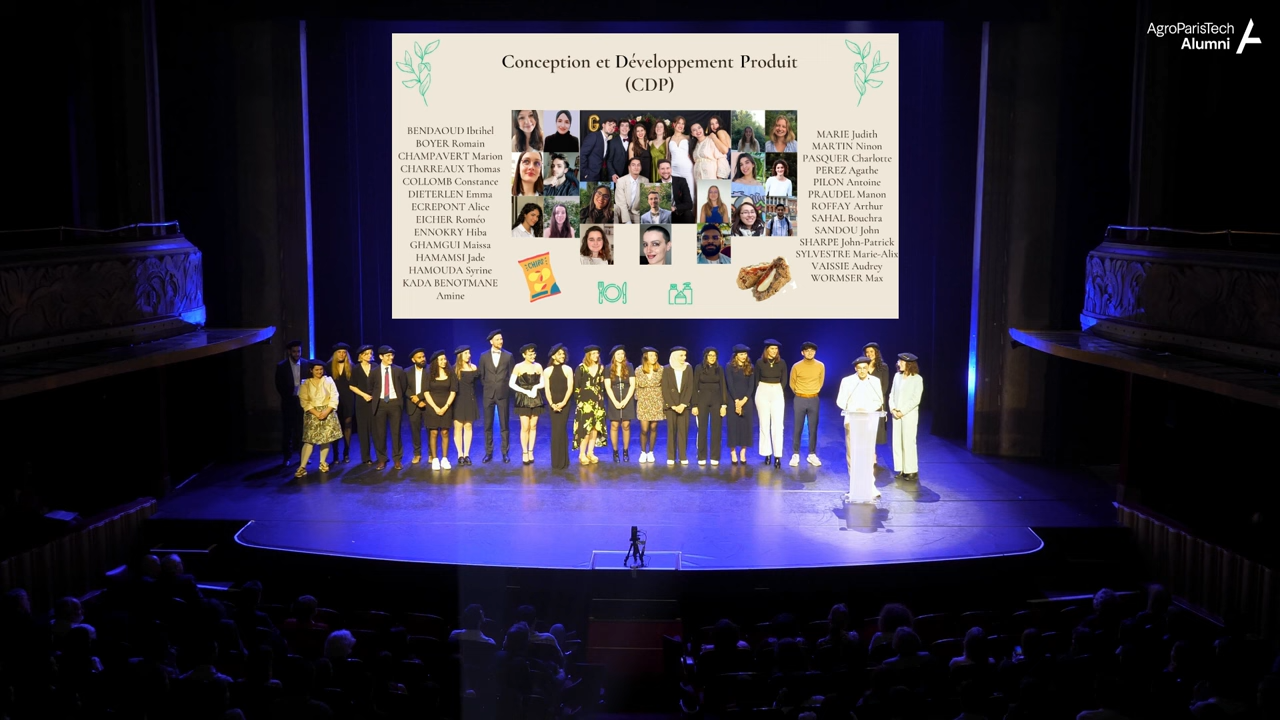 AgroParisTech
Alumni
Conception et Développement Produit
(CDP)
BENDAOUD Ibtihel
BOYER Romain
CHAMPAVERT Marion
CHARREAUX Thomas
COLLOMB Constance
DIETERLEN Emma
ECREPONT Alice
EICHER Roméo
ENNOKRY Hiba
GHAMGUI Maissa
HAMAMSI Jade
HAMOUDA Syrine
KADA BENOTMANE
Amine
G
CHIPS
MARIE Judith
MARTIN Ninon
PASQUER Charlotte
PEREZ Agathe
PILON Antoine
PRAUDEL Manon
ROFFAY Arthur
SAHAL Bouchra
SANDOU John
SHARPE John-Patrick
SYLVESTRE Marie-Alix
VAISSIE Audrey
WORMSER Max